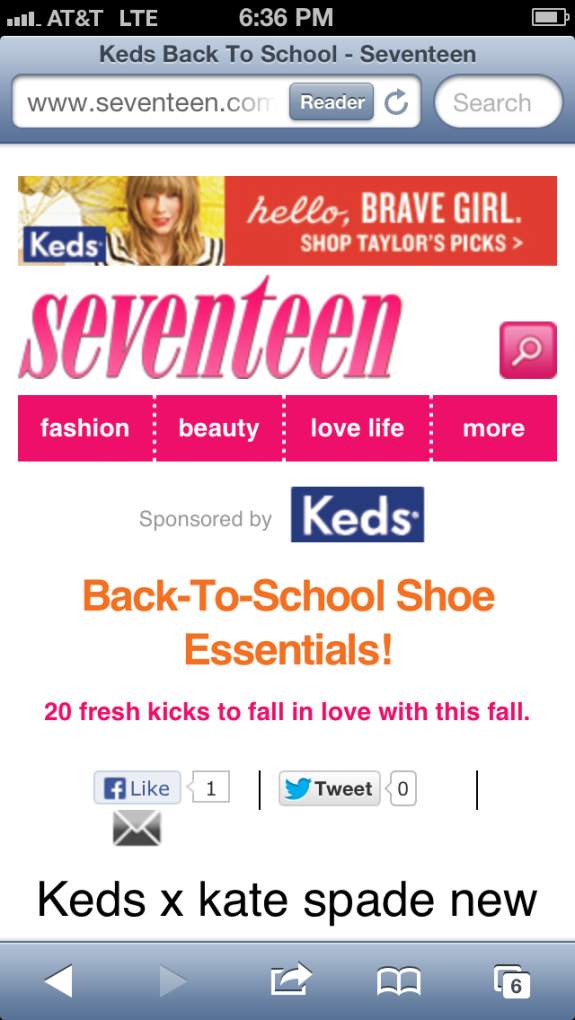 AT&T LTE 6:36 PM
Keds Back To School - Seventeen
www.seventeen.com Reader Search
Keds
hello, BRAVE GIRL.
SHOP TAYLOR'S PICKS >
seventeen
fashion beauty love life more
Sponsored by Keds
Back-To-School Shoe
Essentials!
20 fresh kicks to fall in love with this fall.
f Like 1 Tweet 0
Keds x kate spade new
6